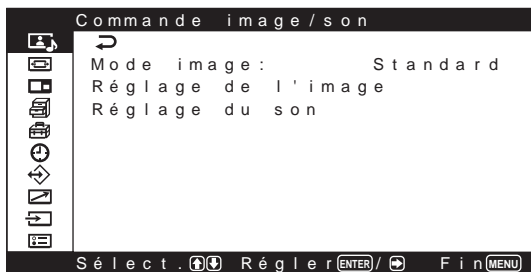 Commande image/son
Mode image: Standard
Réglage de l'image
Réglage du son
Sélect. Régler ENTER / Fin MENU